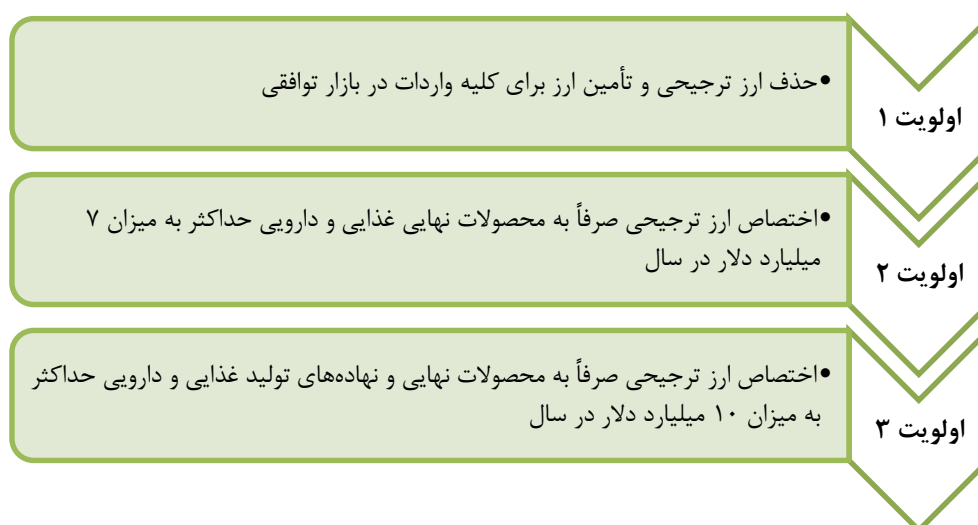 اولویت ۱
•حذف ارز ترجیحی و تأمین ارز برای کلیه واردات در بازار توافقی
اولویت ۲
•اختصاص ارز ترجیحی صرفاً به محصولات نهایی غذایی و دارویی حداکثر به میزان ۷
میلیارد دلار در سال
اولویت ۳
•اختصاص ارز ترجیحی صرفاً به محصولات نهایی و نهاده‌های تولید غذایی و دارویی حداکثر
به میزان ۱۰ میلیارد دلار در سال